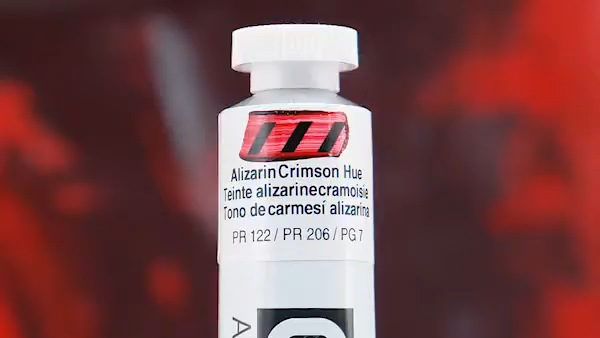 Alizarin Crimson Hue
Teinte alizarine cramoisie
Tono de carmesí alizarina
PR 122 / PR 206 / PG 7